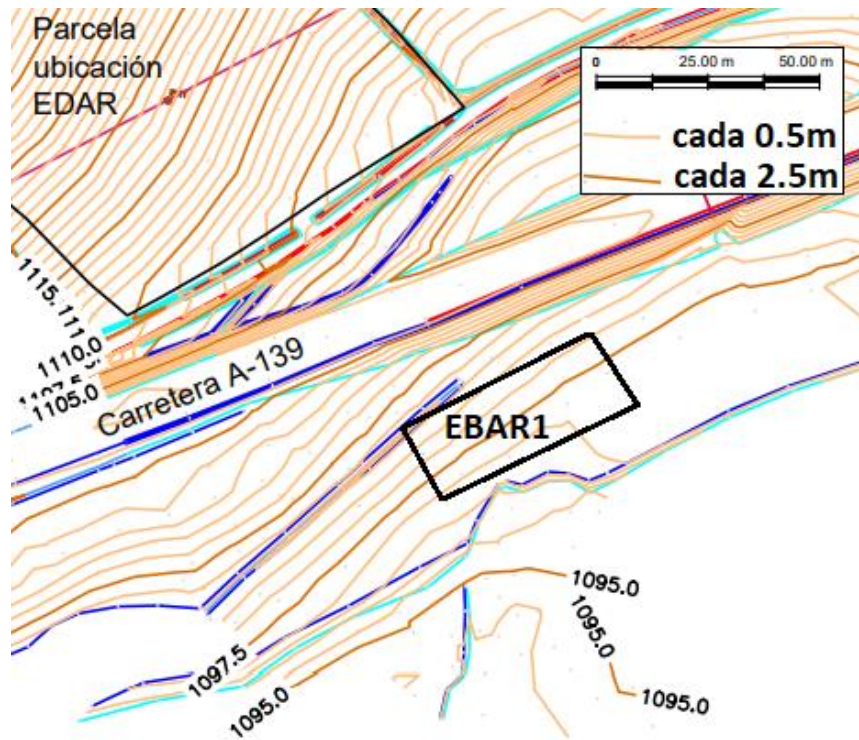 Parcela
ubicación
EDAR
0 25.00 m 50.00 m
cada 0.5m
cada 2.5m
1110.0
1105.0
Carretera A-139
EBAR1
1097.5
1095.0
1095.0
1095.0
1095.0